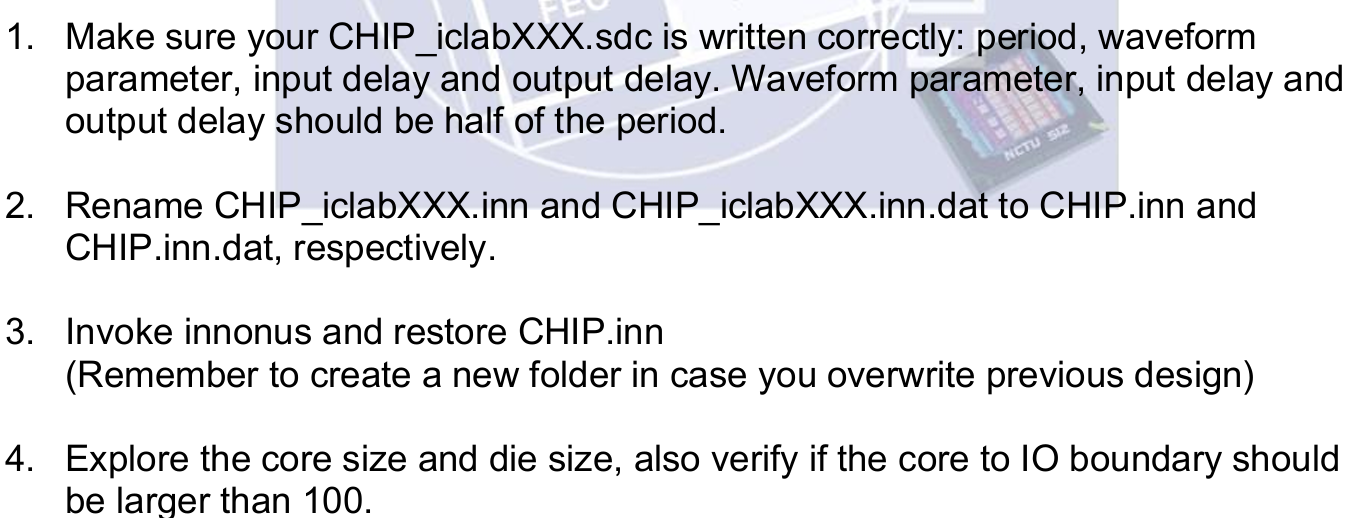 FEO
1. Make sure your CHIP_iclabXXX.sdc is written correctly: period, waveform
parameter, input delay and output delay. Waveform parameter, input delay and
output delay should be half of the period.
NCTU SI2
2. Rename CHIP_iclabXXX.inn and CHIP_iclabXXX.inn.dat to CHIP.inn and
CHIP.inn.dat, respectively.
3. Invoke innonus and restore CHIP.inn
(Remember to create a new folder in case you overwrite previous design)
4. Explore the core size and die size, also verify if the core to IO boundary should
be larger than 100.